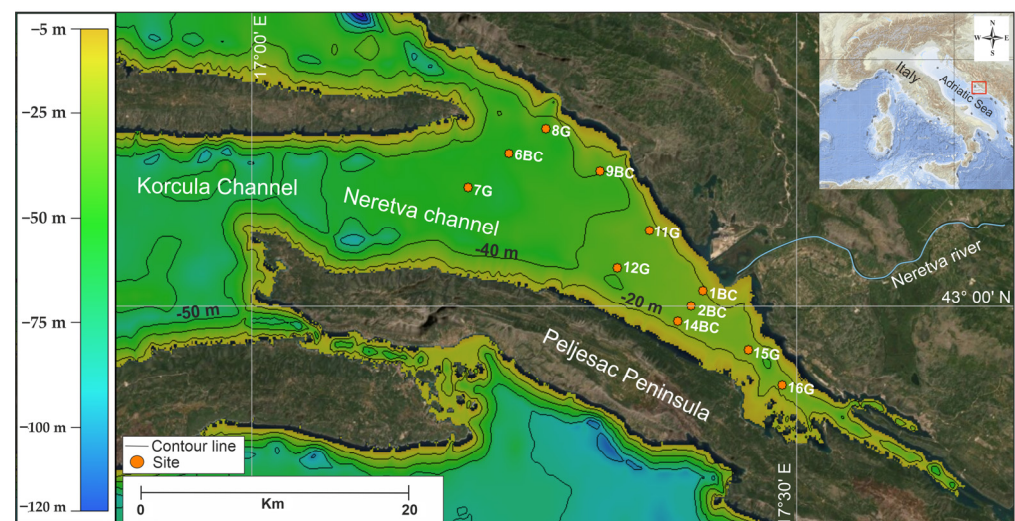 −5 m
−25 m
−50 m
−75 m
−100 m
−120 m
17°00' E
8G
6BC
9BC
7G
11G
12G
1BC
2BC
14BC
15G
16G
Korcula Channel
Neretva channel
-40 m
-20 m
-50 m
Peljesac Peninsula
Neretva river
43° 00' N
17°30' E
N
W
E
S
Italy
Adriatic Sea
Contour line
Site
Km
0
20